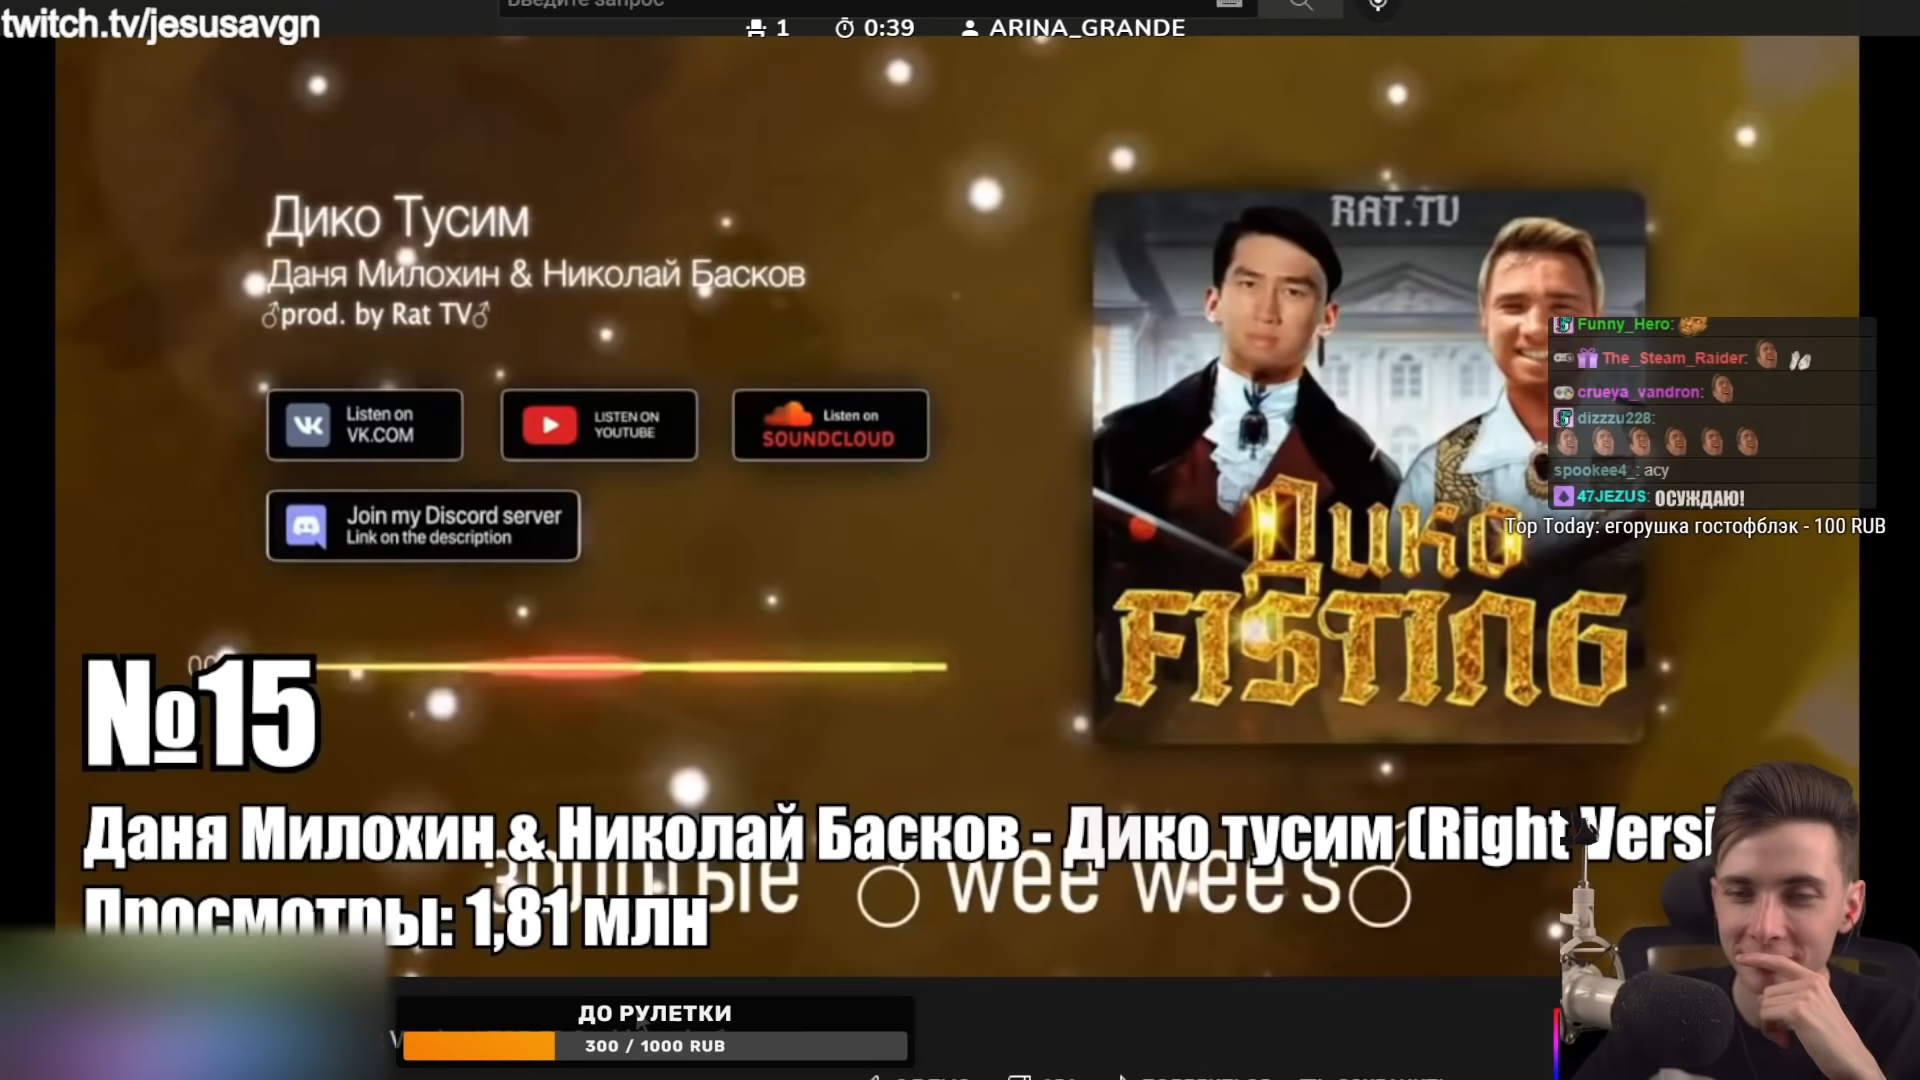 Введите запрос
twitch.tv/jesusavgn
1
0:39
ARINA_GRANDE
Дико Тусим
Даня Милохин & Николай Басков
♂prod. by Rat TV♂
Listen on
VK.COM
LISTEN ON
YOUTUBE
Listen on
SOUNDCLOUD
Join my Discord server
Link on the description
RAT.TV
Дико
FISTING
Funny_Hero:
The_Steam_Raider:
crueya_vandron:
dizzzu228:
spookee4_: асу
47JEZUS: ОСУЖДАЮ!
Top Today: егорушка гостофблэк - 100 RUB
№15
Даня Милохин & Николай Басков - Дико тусим (Right Versi
♂ wee wee's♂
Просмотры: 1,81 млн
ДО РУЛЕТКИ
300 / 1000 RUB